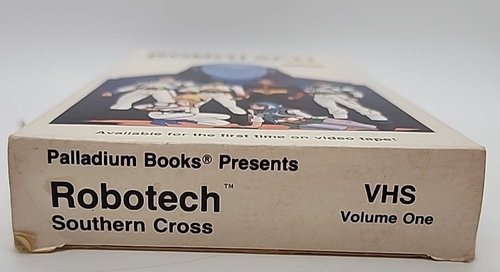 Available for the first time on video tape!
Palladium Books® Presents
Robotech™
Southern Cross
VHS
Volume One